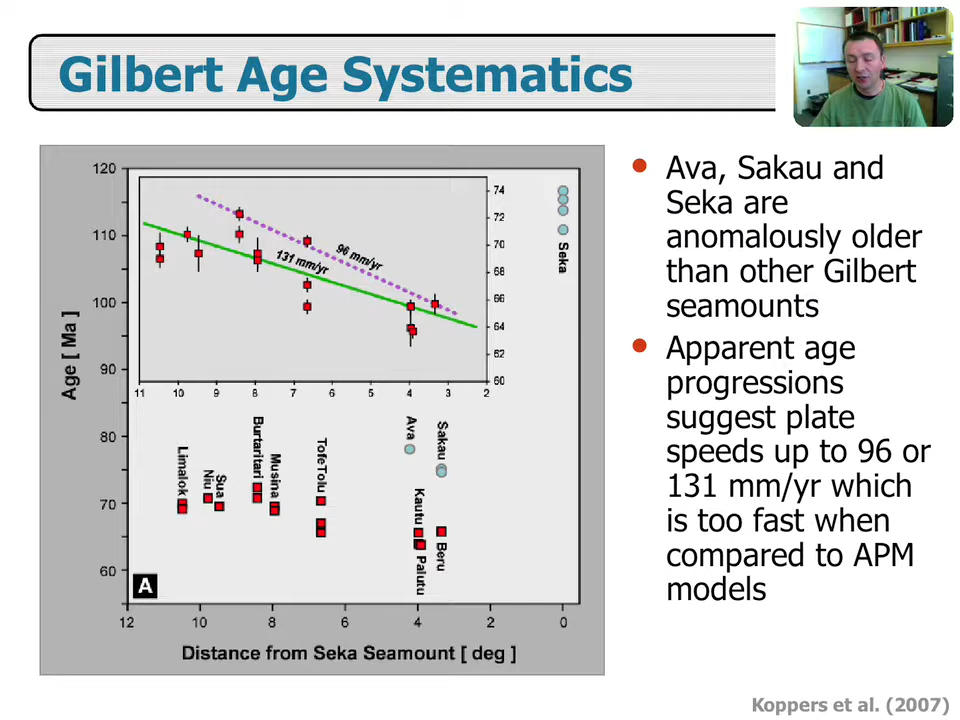 Gilbert Age Systematics
120
110
100
90
80
70
60
Age [ Ma ]
74
72
70
68
66
64
62
60
11
10
9
8
7
6
5
4
3
2
96 mm/yr
131 mm/yr
Seka
Limalok
Niu
Sua
Burtaritari
Musina
TofeTolu
Ava
Sakau
Kautu
Palutu
Beru
A
12
10
8
6
4
2
0
Distance from Seka Seamount [ deg ]
• Ava, Sakau and
Seka are
anomalously older
than other Gilbert
seamounts
• Apparent age
progressions
suggest plate
speeds up to 96 or
131 mm/yr which
is too fast when
compared to APM
models
Koppers et al. (2007)